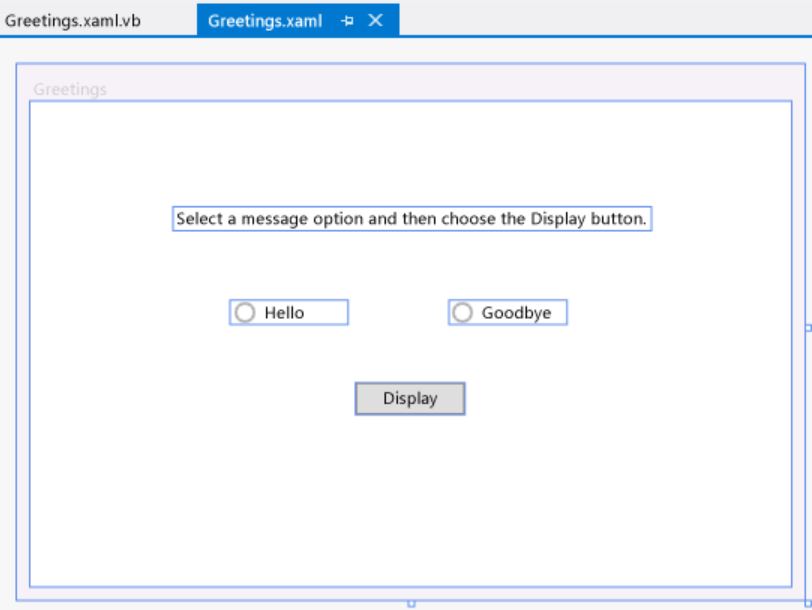 Greetings.xaml.vb Greetings.xaml
Greetings
Select a message option and then choose the Display button.
Hello Goodbye
Display